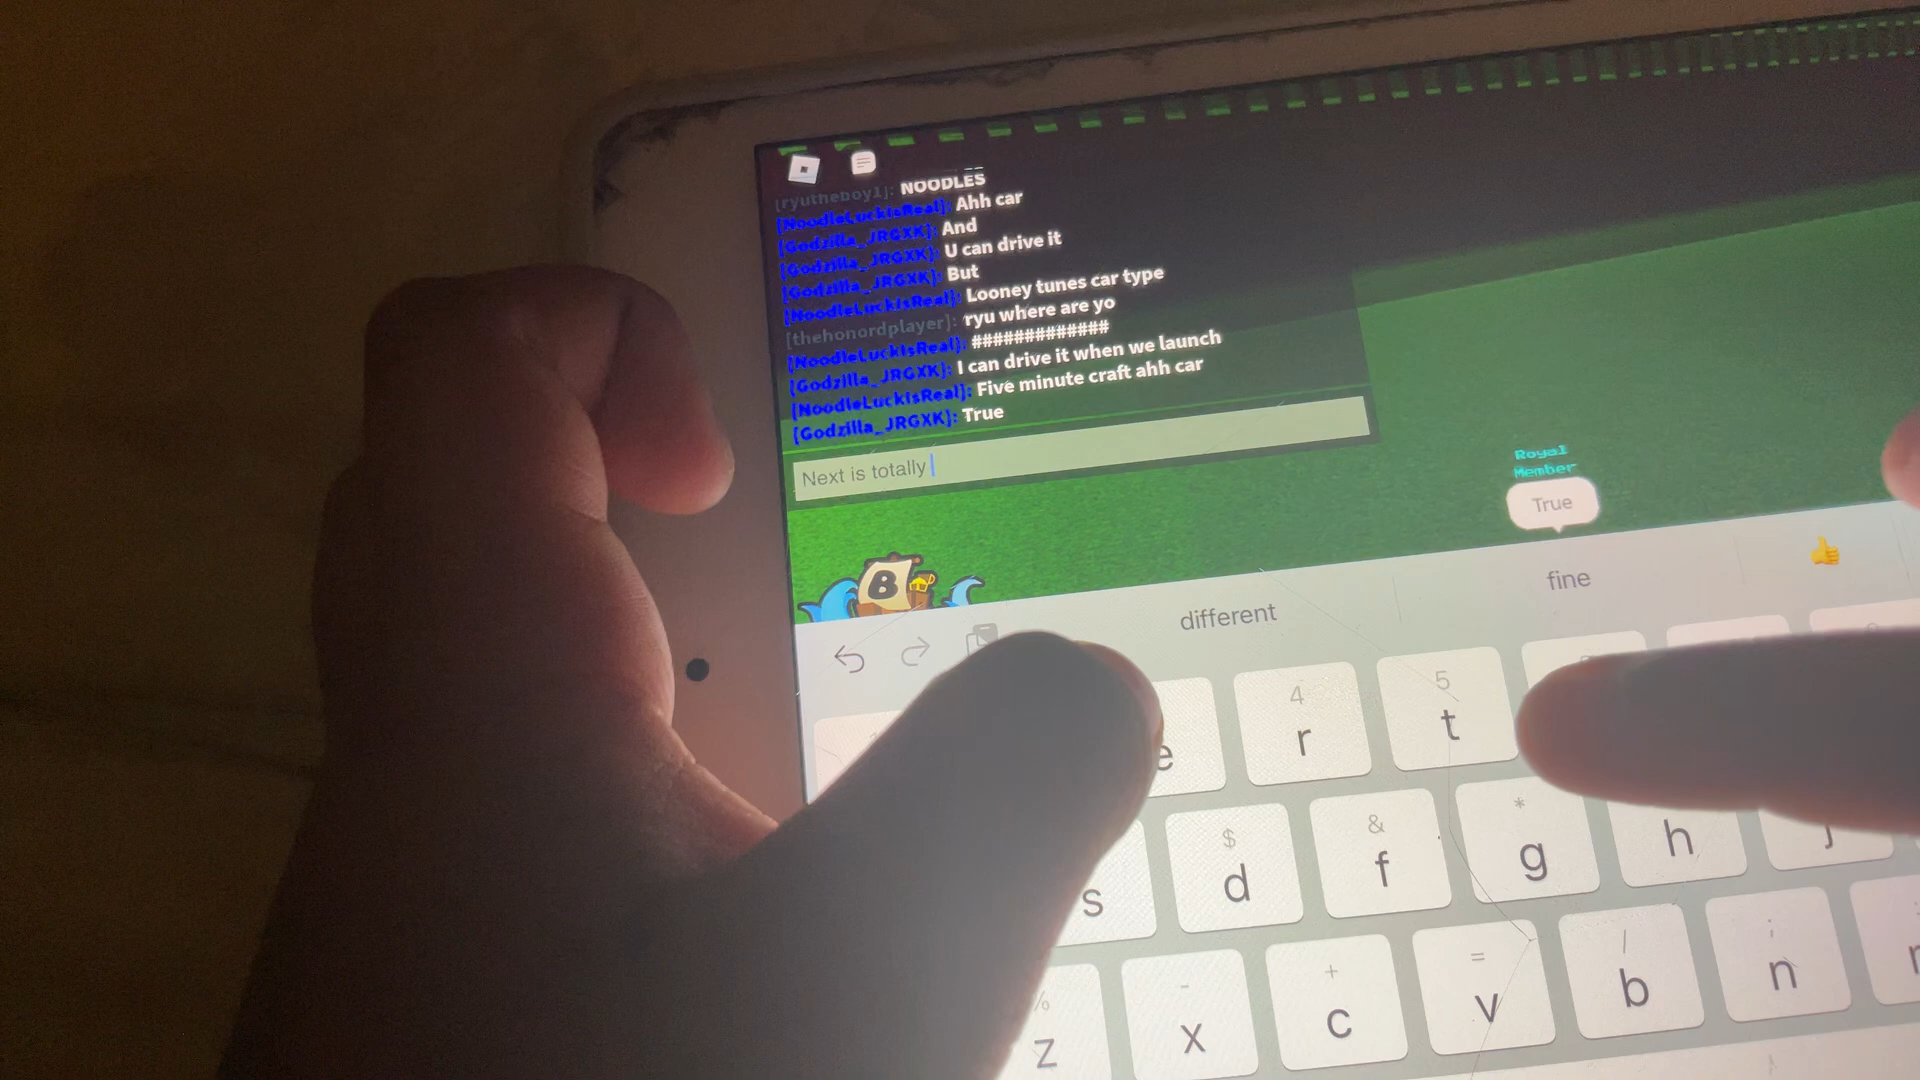 [ryutheboy1]: NOODLES
[NoodleLuckIsReal]: Ahh car
[Godzilla_JRGXK]: And
[Godzilla_JRGXK]: U can drive it
[Godzilla_JRGXK]: But
[NoodleLuckIsReal]: Looney tunes car type
[thehonordplayer]: ryu where are yo
[NoodleLuckIsReal]: #############
[Godzilla_JRGXK]: I can drive it when we launch
[NoodleLuckIsReal]: Five minute craft ahh car
[Godzilla_JRGXK]: True
Next is totally
Royal
Member
True
B
different fine 👍
4 5
e r t
$ & *
s d f g h j
% - + = / ;
z x c v b n